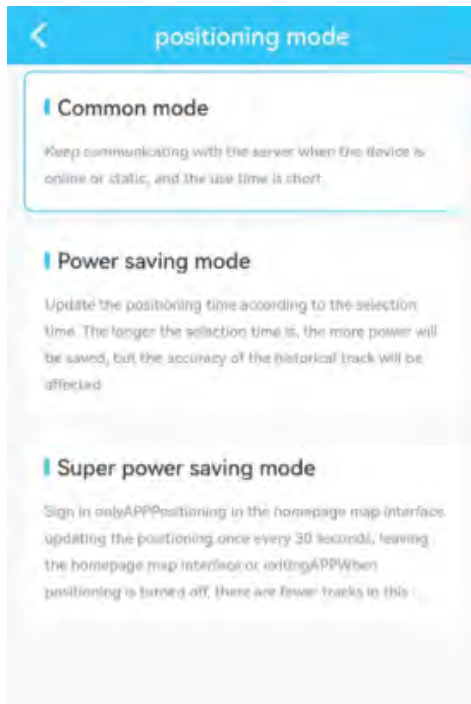 positioning mode
Common mode
Keep communicating with the server when the device is
online or static, and the use time is short
Power saving mode
Update the positioning time according to the selection
time. The longer the selection time is, the more power will
be saved, but the accuracy of the historical track will be
affected
Super power saving mode
Sign in onlyAPPPositioning in the homepage map interface
updating the positioning once every 30 seconds, leaving
the homepage map interface or exitingAPPWhen
positioning is turned off, there are fewer tracks in this